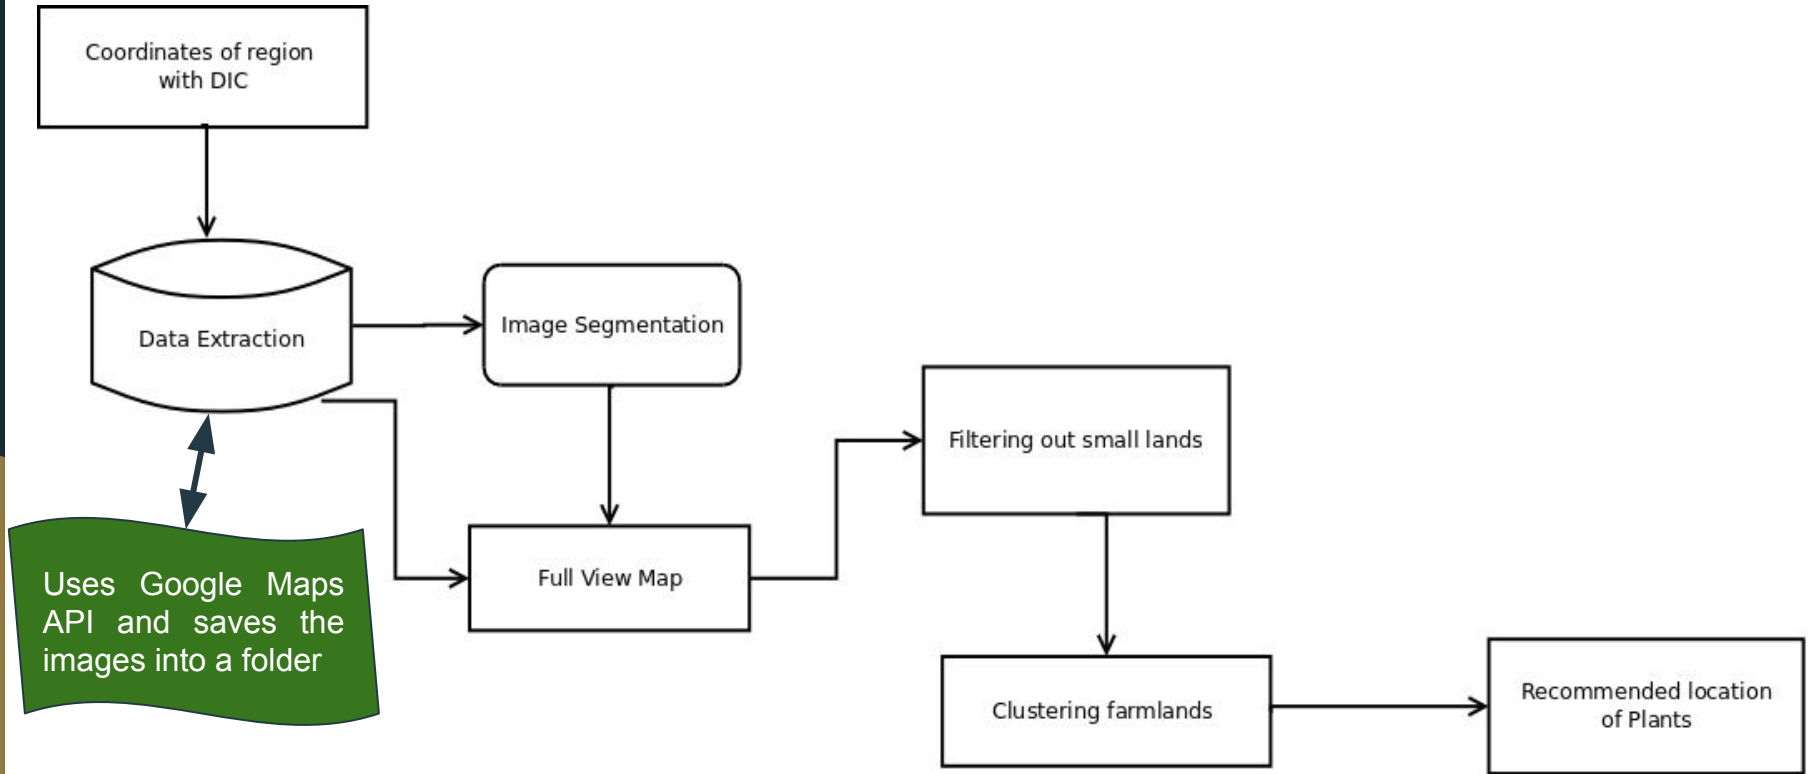 Coordinates of region
with DIC
Data Extraction
Image Segmentation
Filtering out small lands
Full View Map
Uses Google Maps
API and saves the
images into a folder
Clustering farmlands
Recommended location
of Plants